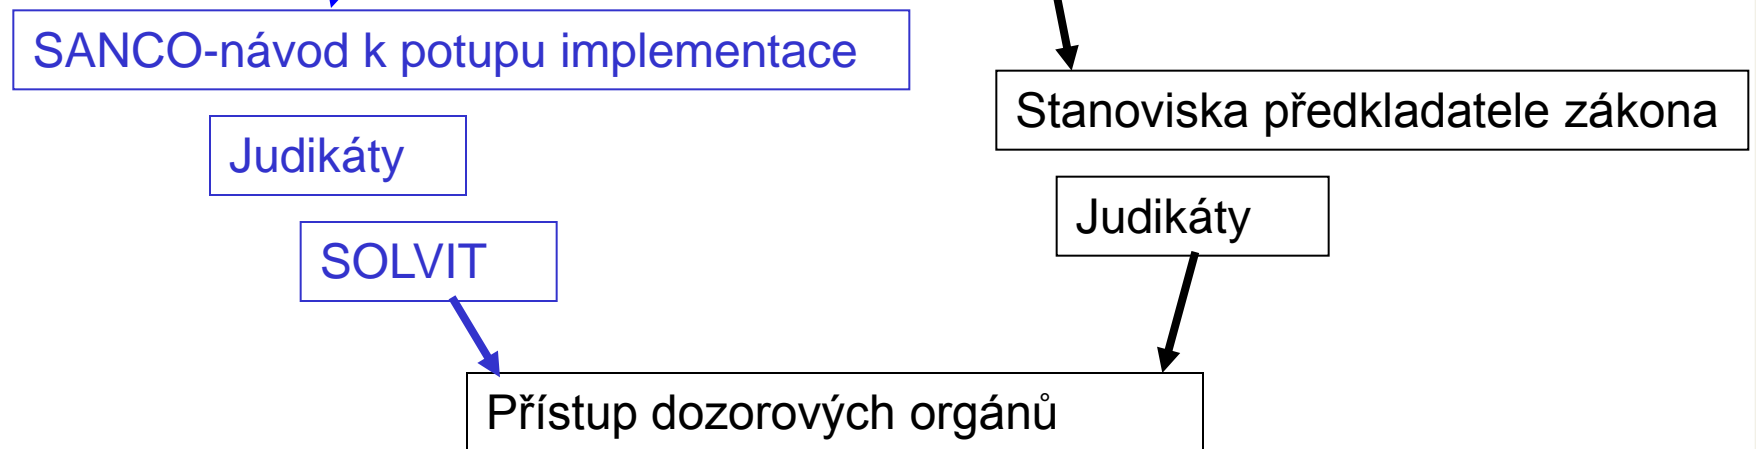 SANCO-návod k potupu implementace
Stanoviska předkladatele zákona
Judikáty
Judikáty
SOLVIT
Přístup dozorových orgánů